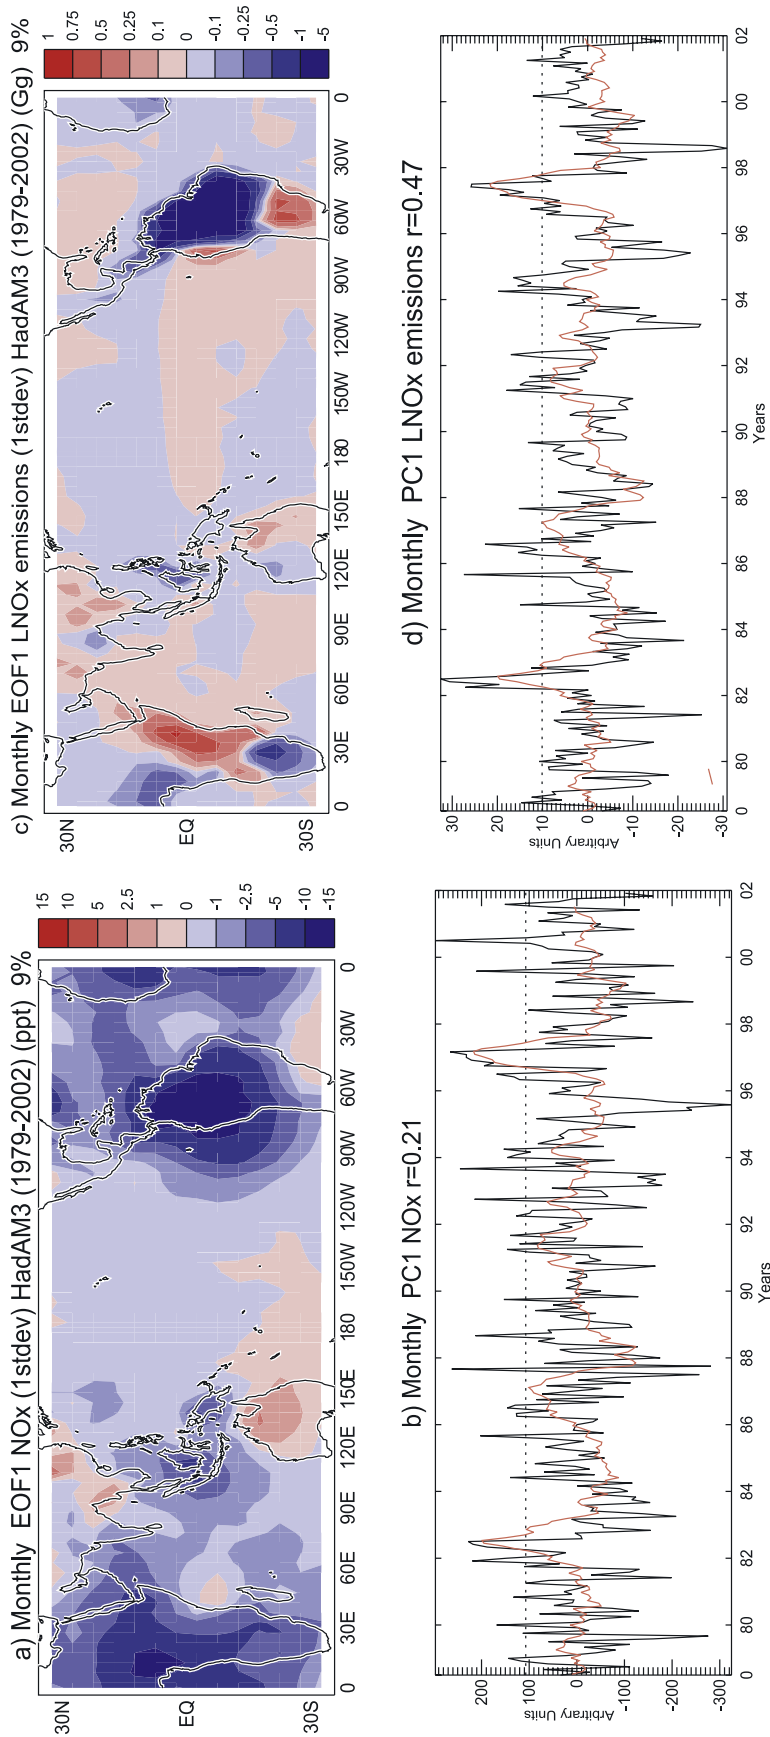 a) Monthly EOF1 NOx (1stdev) HadAM3 (1979-2002) (ppt) 9%
30N
EQ
30S
0 30E 60E 90E 120E 150E 180 150W 120W 90W 60W 30W 0
15
10
5
2.5
1
0
-1
-2.5
-5
-10
-15
b) Monthly PC1 NOx r=0.21
200
100
0
-100
-200
-300
Arbitrary Units
0 80 82 84 86 88 90 92 94 96 98 00 02
Years
c) Monthly EOF1 LNOx emissions (1stdev) HadAM3 (1979-2002) (Gg) 9%
30N
EQ
30S
0 30E 60E 90E 120E 150E 180 150W 120W 90W 60W 30W 0
1
0.75
0.5
0.25
0.1
0
-0.1
-0.25
-0.5
-1
-5
d) Monthly PC1 LNOx emissions r=0.47
30
20
10
0
-10
-20
-30
Arbitrary Units
0 80 82 84 86 88 90 92 94 96 98 00 02
Years